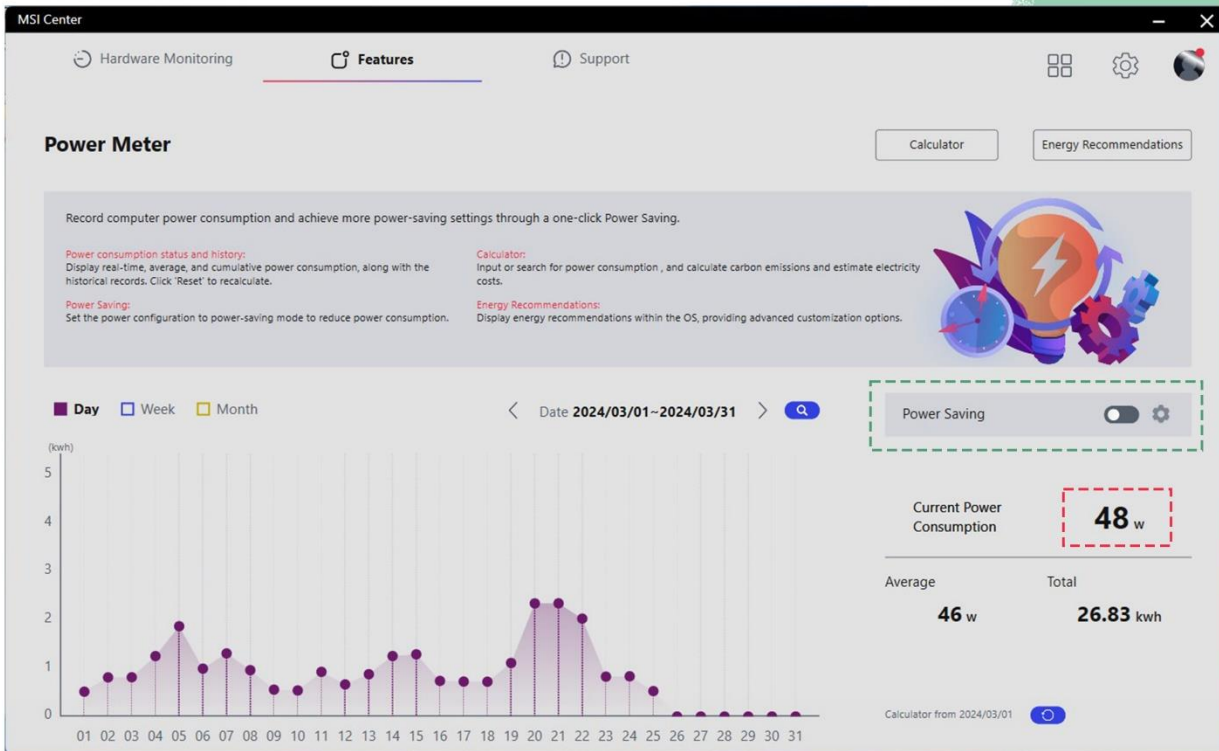 MSI Center
Hardware Monitoring
Features
Support
Power Meter
Calculator
Energy Recommendations
Record computer power consumption and achieve more power-saving settings through a one-click Power Saving.
Power consumption status and history:
Display real-time, average, and cumulative power consumption, along with the
historical records. Click 'Reset' to recalculate.
Power Saving:
Set the power configuration to power-saving mode to reduce power consumption.
Calculator:
Input or search for power consumption , and calculate carbon emissions and estimate electricity
costs.
Energy Recommendations:
Display energy recommendations within the OS, providing advanced customization options.
Day Week Month
Date 2024/03/01~2024/03/31
Power Saving
(kwh)
5
4
3
2
1
0
01 02 03 04 05 06 07 08 09 10 11 12 13 14 15 16 17 18 19 20 21 22 23 24 25 26 27 28 29 30 31
Current Power
Consumption
48 w
Average
46 w
Total
26.83 kwh
Calculator from 2024/03/01